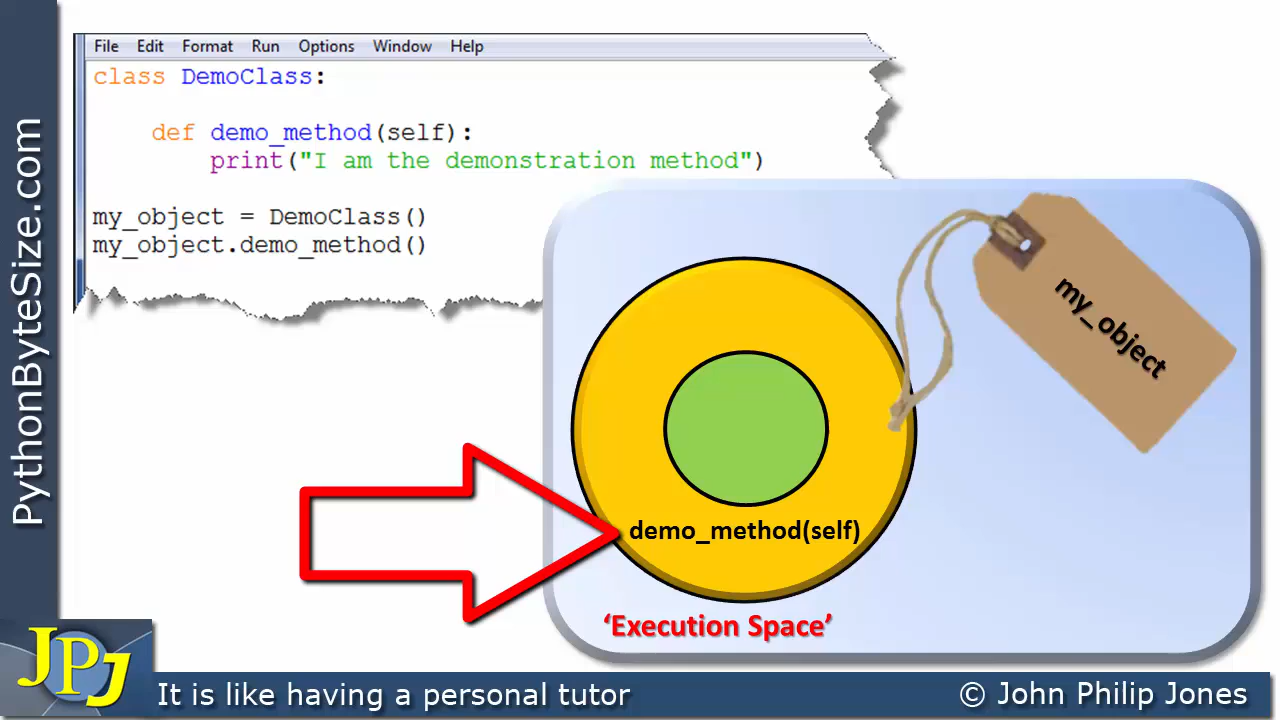 PythonByteSize.com
File Edit Format Run Options Window Help
class DemoClass:
def demo_method(self):
print("I am the demonstration method")
my_object = DemoClass()
my_object.demo_method()
my_object
demo_method(self)
‘Execution Space’
JPJ
It is like having a personal tutor
© John Philip Jones